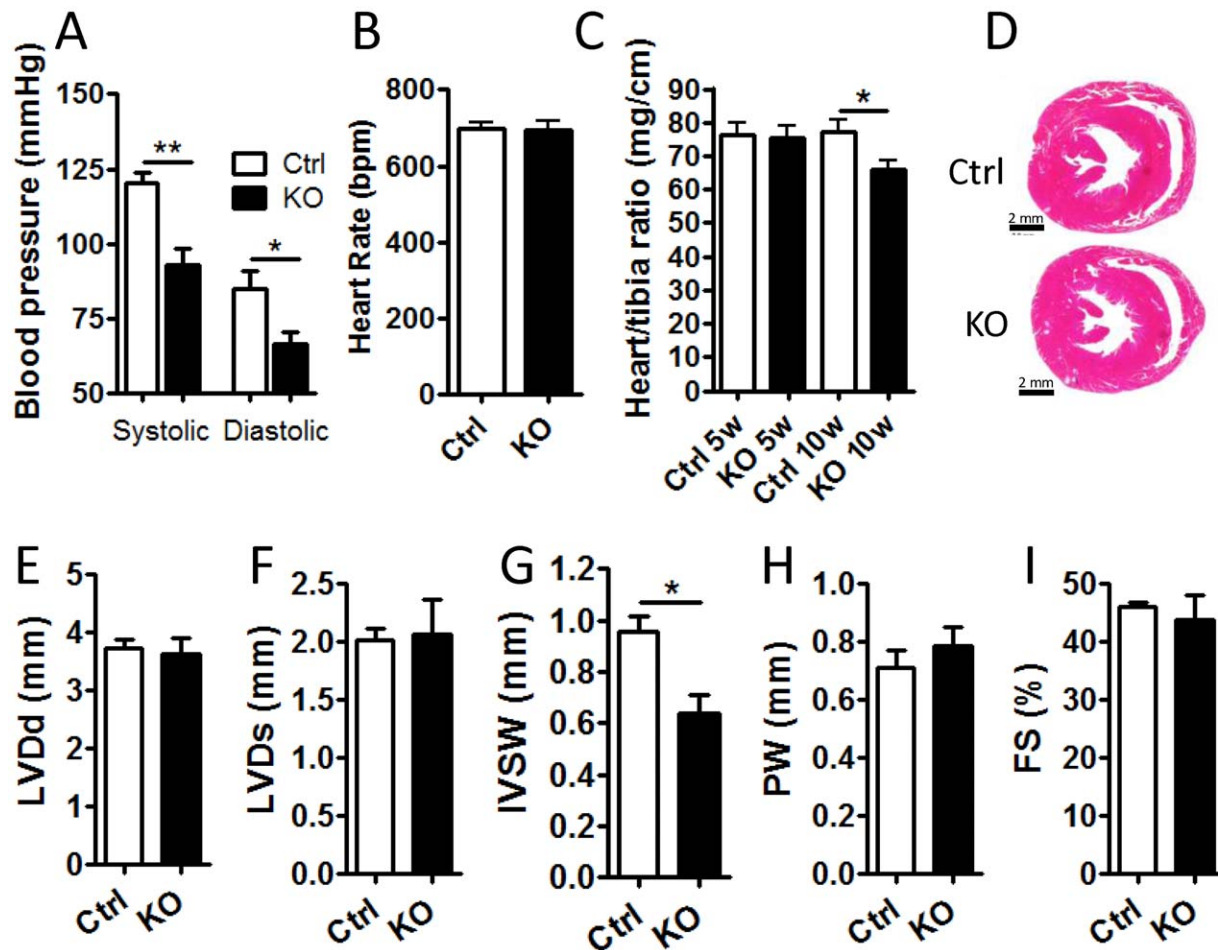 A
Blood pressure (mmHg)
150
125
100
75
50
**
*
Ctrl
KO
Systolic
Diastolic
B
Heart Rate (bpm)
800
600
400
200
0
Ctrl
KO
C
Heart/tibia ratio (mg/cm)
90
80
70
60
50
40
30
20
10
0
*
Ctrl 5w
KO 5w
Ctrl 10w
KO 10w
D
Ctrl
2 mm
KO
2 mm
E
LVDd (mm)
5
4
3
2
1
0
Ctrl
KO
F
LVDs (mm)
2.5
2.0
1.5
1.0
0.5
0.0
Ctrl
KO
G
IVSW (mm)
1.2
1.0
0.8
0.6
0.4
0.2
0.0
*
Ctrl
KO
H
PW (mm)
1.0
0.8
0.6
0.4
0.2
0.0
Ctrl
KO
I
FS (%)
50
40
30
20
10
0
Ctrl
KO